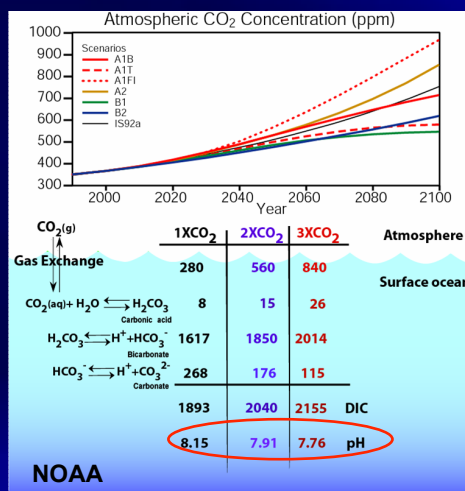 Atmospheric CO2 Concentration (ppm)
1000
900
800
700
600
500
400
300
Scenarios
A1B
A1T
A1FI
A2
B1
B2
IS92a
2000 2020 2040 2060 2080 2100
Year
CO2(g) 1XCO2 2XCO2 3XCO2 Atmosphere
Gas Exchange 280 560 840 Surface ocean
CO2(aq)+ H2O H2CO3 8 15 26
Carbonic acid
H2CO3 H+ +HCO3- 1617 1850 2014
Bicarbonate
HCO3- H+ +CO3 2- 268 176 115
Carbonate
1893 2040 2155 DIC
8.15 7.91 7.76 pH
NOAA